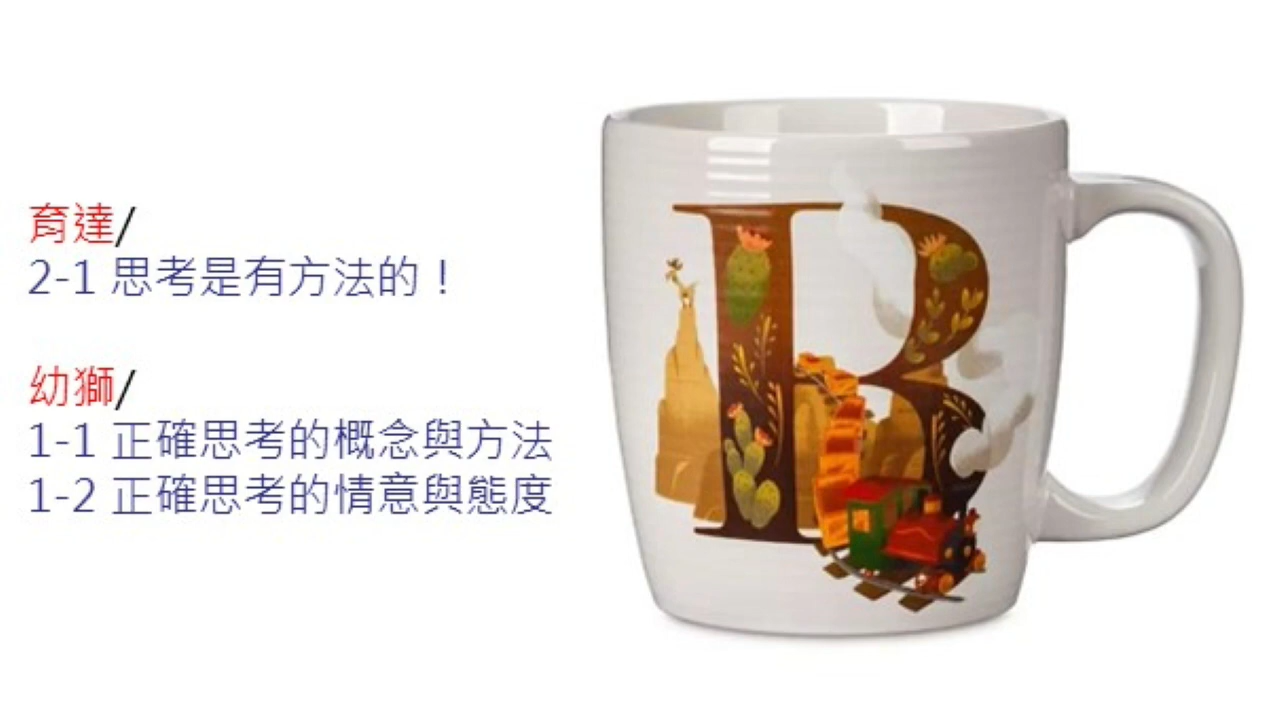 育達/
2-1 思考是有方法的！
幼獅/
1-1 正確思考的概念與方法
1-2 正確思考的情意與態度
B